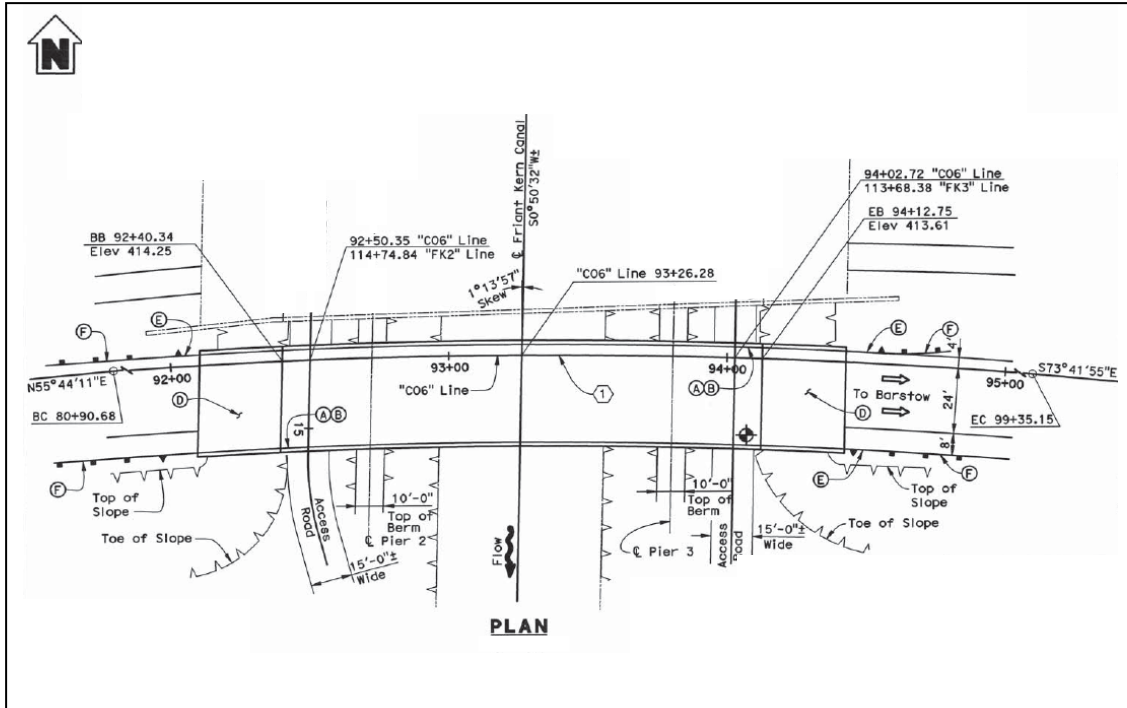 N
℄ Friant Kern Canal
S0°50'32"W±
94+02.72 "CO6" Line
113+68.38 "FK3" Line
BB 92+40.34
Elev 414.25
92+50.35 "CO6" Line
114+74.84 "FK2" Line
EB 94+12.75
Elev 413.61
1°13'57"
Skew
"CO6" Line 93+26.28
F
E
E
F
4'
92+00
93+00
94+00
95+00
N55°44'11"E
S73°41'55"E
"CO6" Line
1
A B
To Barstow
24'
BC 80+90.68
D
A B
D
EC 99+35.15
15
8'
F
E
F
Top of
Slope
10'-0"
Top of
Berm
10'-0"
Top of
Berm
Top of
Slope
Toe of Slope
Access
Road
℄ Pier 2
Flow
℄ Pier 3
Access
Road
15'-0"±
Wide
Toe of Slope
15'-0"±
Wide
PLAN